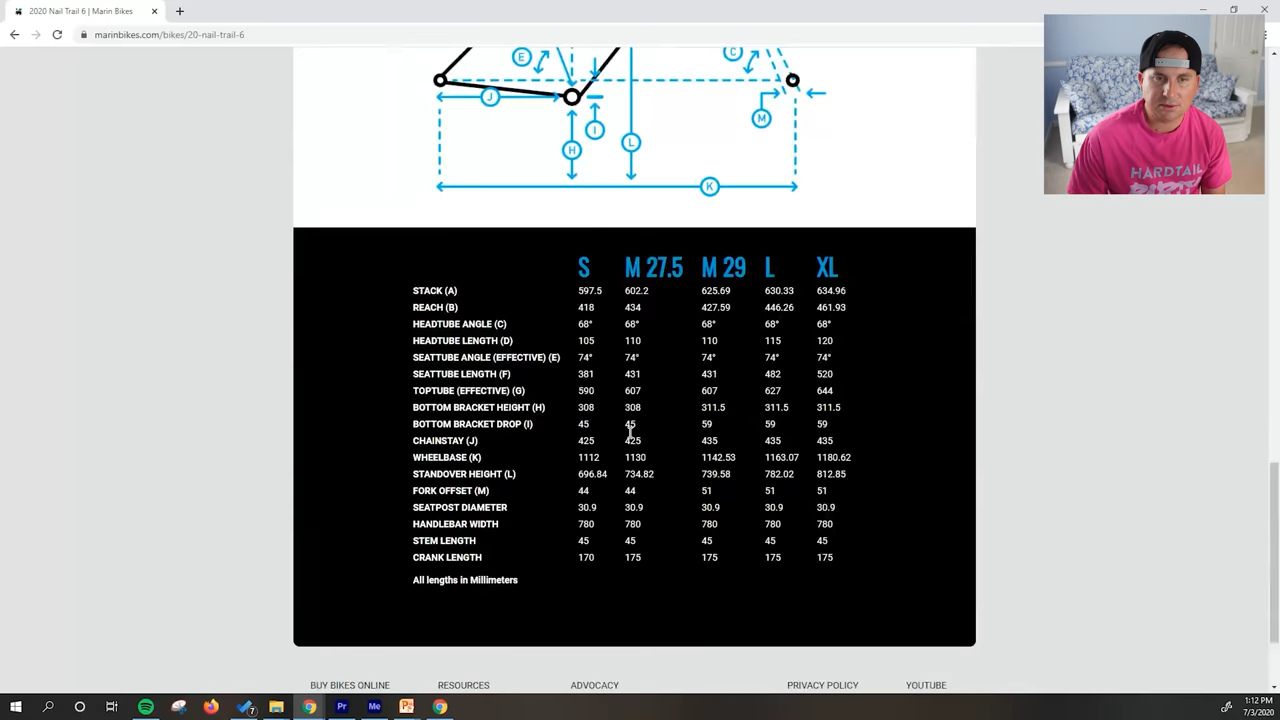 2020 Nail Trail 6 | Marin Bikes
marinbikes.com/bikes/20-nail-trail-6
E
C
J
I
M
H
L
K
HARDTAIL
PARTY
S M 27.5 M 29 L XL
STACK (A) 597.5 602.2 625.69 630.33 634.96
REACH (B) 418 434 427.59 446.26 461.93
HEADTUBE ANGLE (C) 68° 68° 68° 68° 68°
HEADTUBE LENGTH (D) 105 110 110 115 120
SEATTUBE ANGLE (EFFECTIVE) (E) 74° 74° 74° 74° 74°
SEATTUBE LENGTH (F) 381 431 431 482 520
TOPTUBE (EFFECTIVE) (G) 590 607 607 627 644
BOTTOM BRACKET HEIGHT (H) 308 308 311.5 311.5 311.5
BOTTOM BRACKET DROP (I) 45 45 59 59 59
CHAINSTAY (J) 425 425 435 435 435
WHEELBASE (K) 1112 1130 1142.53 1163.07 1180.62
STANDOVER HEIGHT (L) 696.84 734.82 739.58 782.02 812.85
FORK OFFSET (M) 44 44 51 51 51
SEATPOST DIAMETER 30.9 30.9 30.9 30.9 30.9
HANDLEBAR WIDTH 780 780 780 780 780
STEM LENGTH 45 45 45 45 45
CRANK LENGTH 170 175 175 175 175
All lengths in Millimeters
BUY BIKES ONLINE RESOURCES ADVOCACY PRIVACY POLICY YOUTUBE
7 Pr Me
1:12 PM
7/3/2020